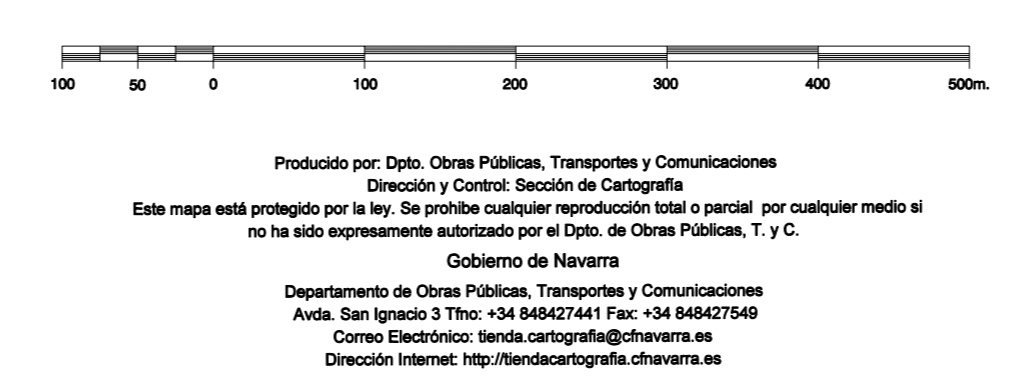 100 50 0 100 200 300 400 500m.
Producido por: Dpto. Obras Públicas, Transportes y Comunicaciones
Dirección y Control: Sección de Cartografía
Este mapa está protegido por la ley. Se prohibe cualquier reproducción total o parcial por cualquier medio si
no ha sido expresamente autorizado por el Dpto. de Obras Públicas, T. y C.
Gobierno de Navarra
Departamento de Obras Públicas, Transportes y Comunicaciones
Avda. San Ignacio 3 Tfno: +34 848427441 Fax: +34 848427549
Correo Electrónico: tienda.cartografia@cfnavarra.es
Dirección Internet: http://tiendacartografia.cfnavarra.es